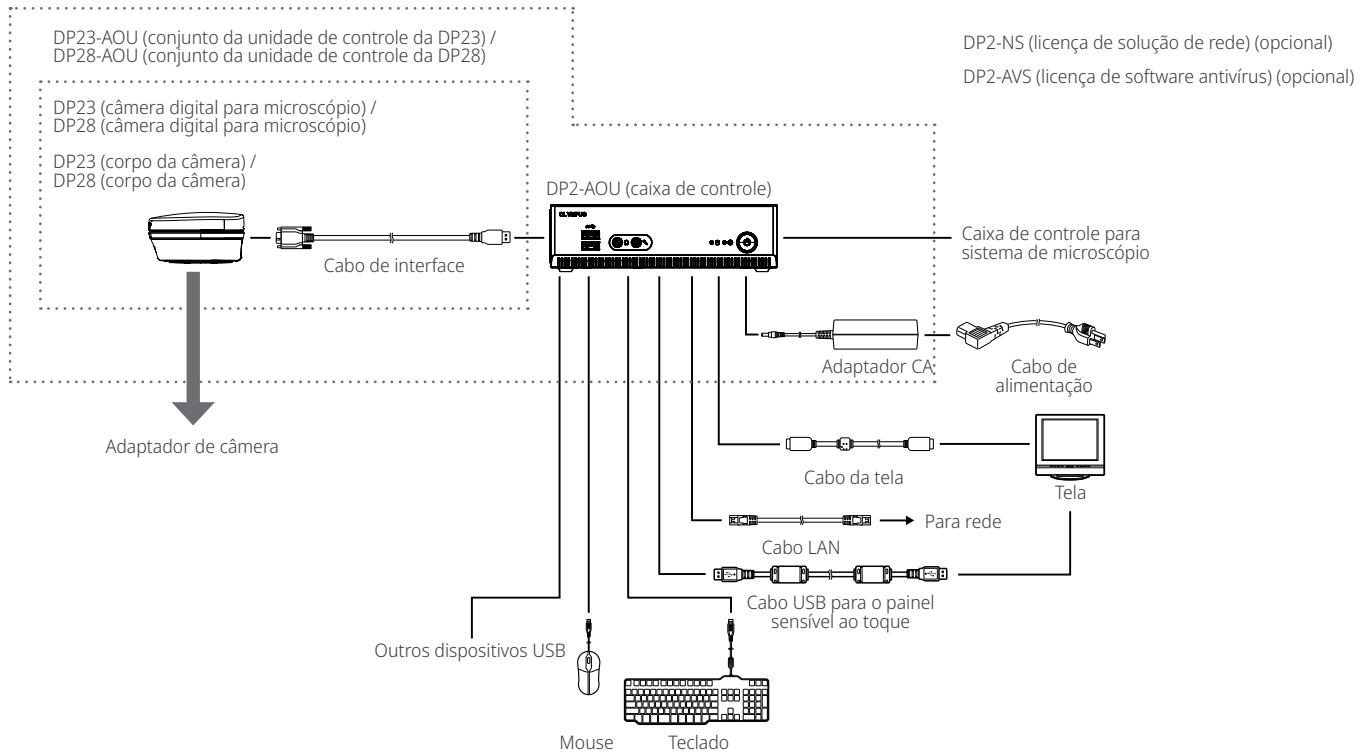 DP23-AOU (conjunto da unidade de controle da DP23) /
DP28-AOU (conjunto da unidade de controle da DP28)
DP2-NS (licença de solução de rede) (opcional)
DP2-AVS (licença de software antivírus) (opcional)
DP23 (câmera digital para microscópio) /
DP28 (câmera digital para microscópio)
DP23 (corpo da câmera) /
DP28 (corpo da câmera)
DP2-AOU (caixa de controle)
OLYMPUS
Cabo de interface
Caixa de controle para
sistema de microscópio
Adaptador CA
Cabo de
alimentação
Adaptador de câmera
Cabo da tela
Tela
Para rede
Cabo LAN
Cabo USB para o painel
sensível ao toque
Outros dispositivos USB
Mouse
Teclado